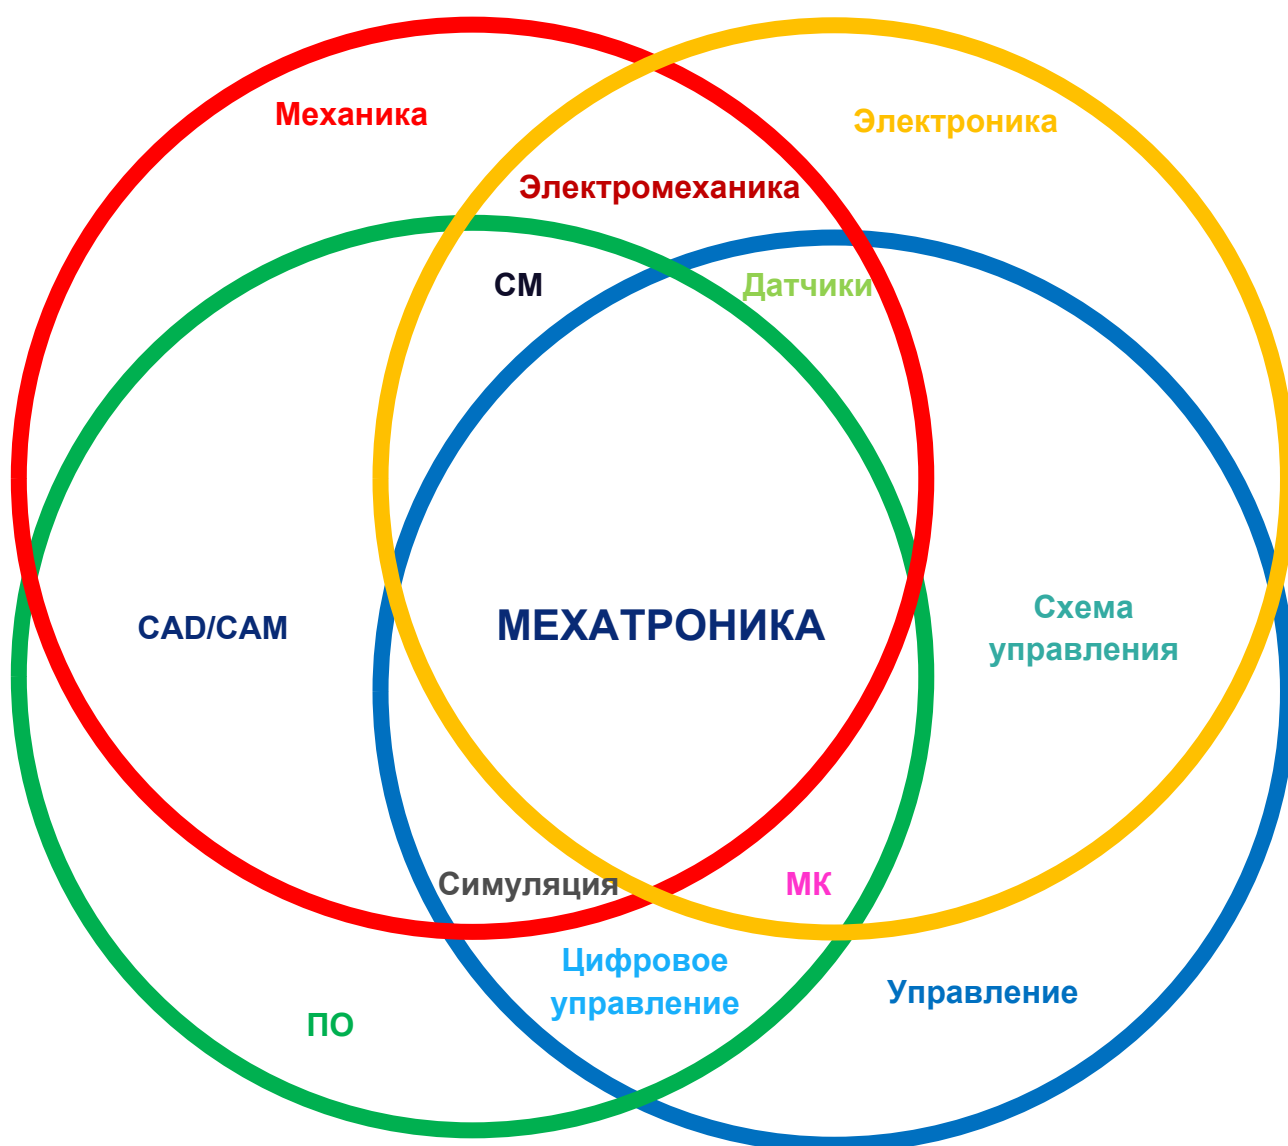 Механика
Электроника
Электромеханика
СМ
Датчики
CAD/CAM
МЕХАТРОНИКА
Схема
управления
Симуляция
МК
Цифровое
управление
Управление
ПО